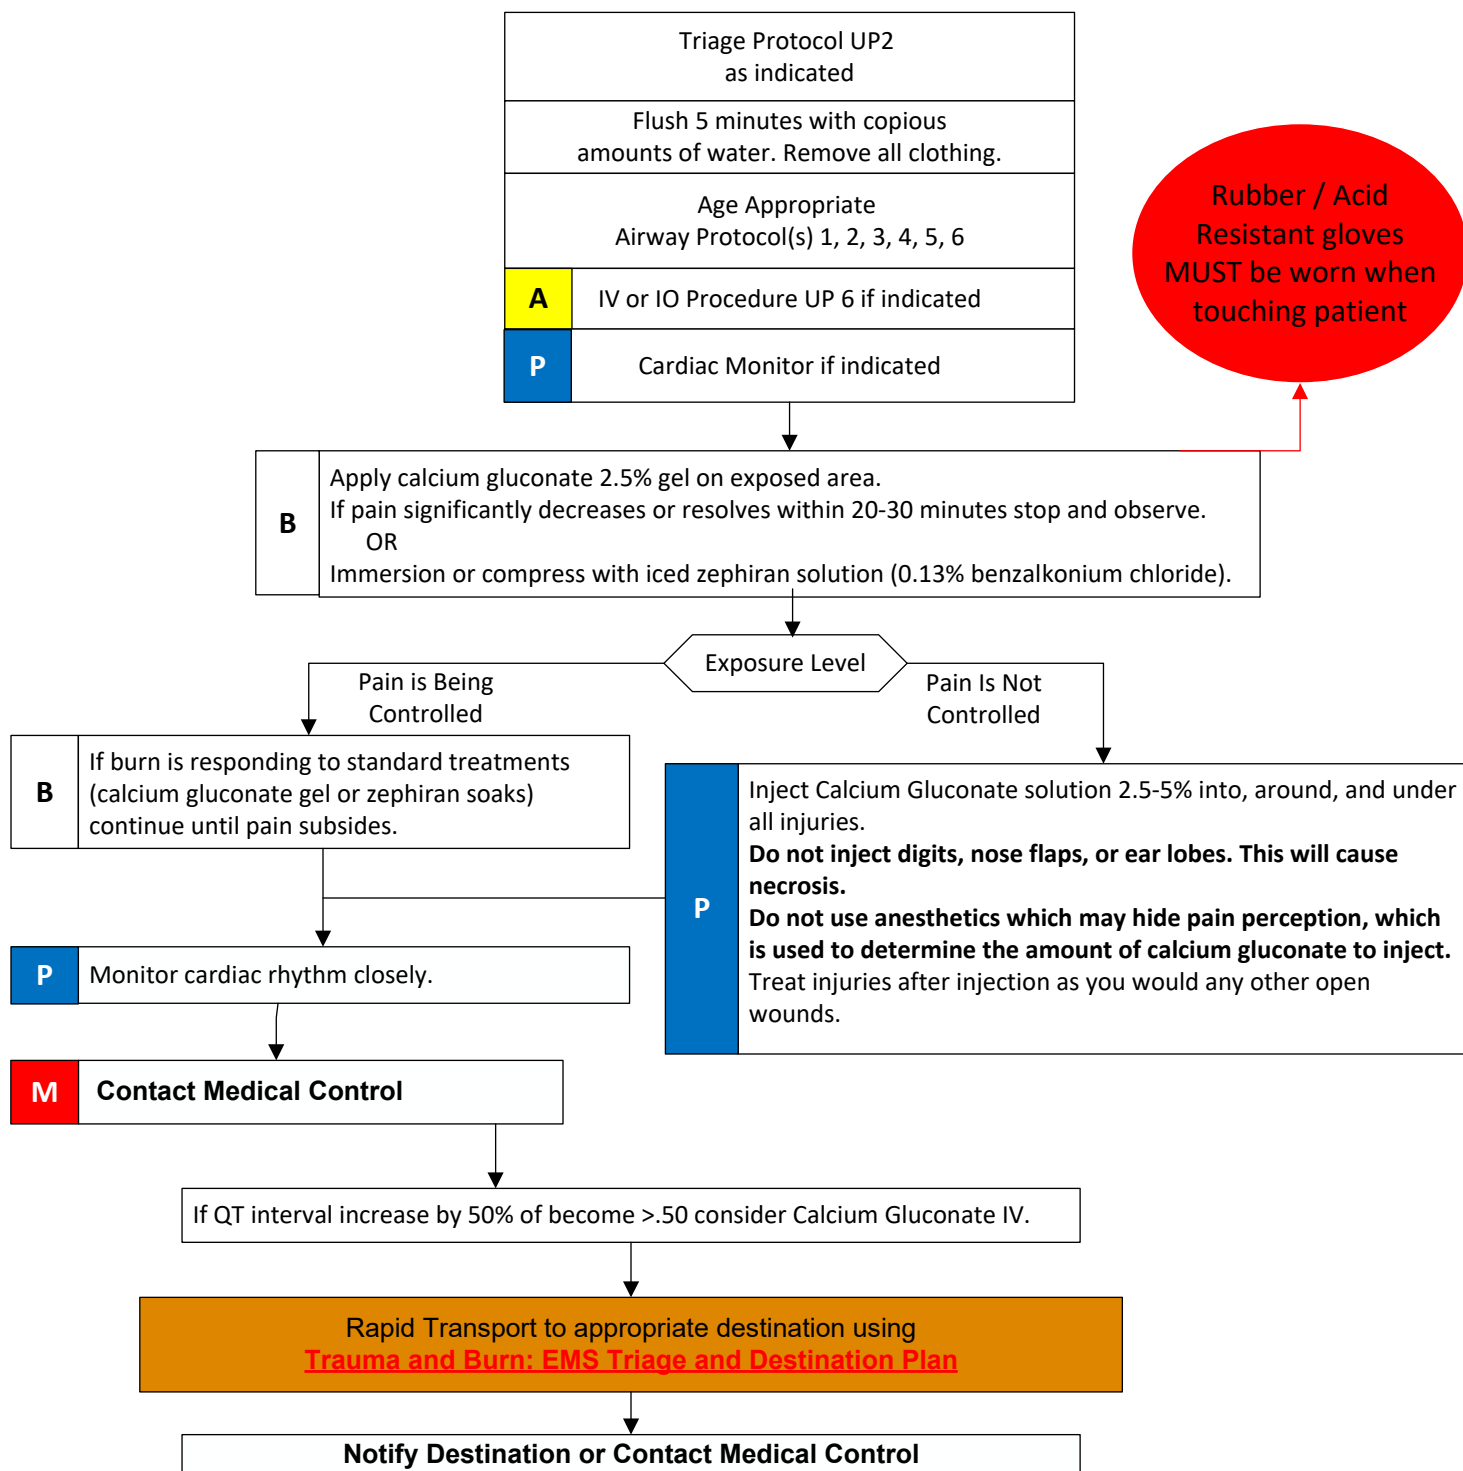 Triage Protocol UP2
as indicated
Flush 5 minutes with copious
amounts of water. Remove all clothing.
Age Appropriate
Airway Protocol(s) 1, 2, 3, 4, 5, 6
A
IV or IO Procedure UP 6 if indicated
P
Cardiac Monitor if indicated
Rubber / Acid
Resistant gloves
MUST be worn when
touching patient
B
Apply calcium gluconate 2.5% gel on exposed area.
If pain significantly decreases or resolves within 20-30 minutes stop and observe.
OR
Immersion or compress with iced zephiran solution (0.13% benzalkonium chloride).
Exposure Level
Pain is Being
Controlled
Pain Is Not
Controlled
B
If burn is responding to standard treatments
(calcium gluconate gel or zephiran soaks)
continue until pain subsides.
P
Inject Calcium Gluconate solution 2.5-5% into, around, and under
all injuries.
Do not inject digits, nose flaps, or ear lobes. This will cause
necrosis.
Do not use anesthetics which may hide pain perception, which
is used to determine the amount of calcium gluconate to inject.
Treat injuries after injection as you would any other open
wounds.
P
Monitor cardiac rhythm closely.
M
Contact Medical Control
If QT interval increase by 50% of become >.50 consider Calcium Gluconate IV.
Rapid Transport to appropriate destination using
Trauma and Burn: EMS Triage and Destination Plan
Notify Destination or Contact Medical Control